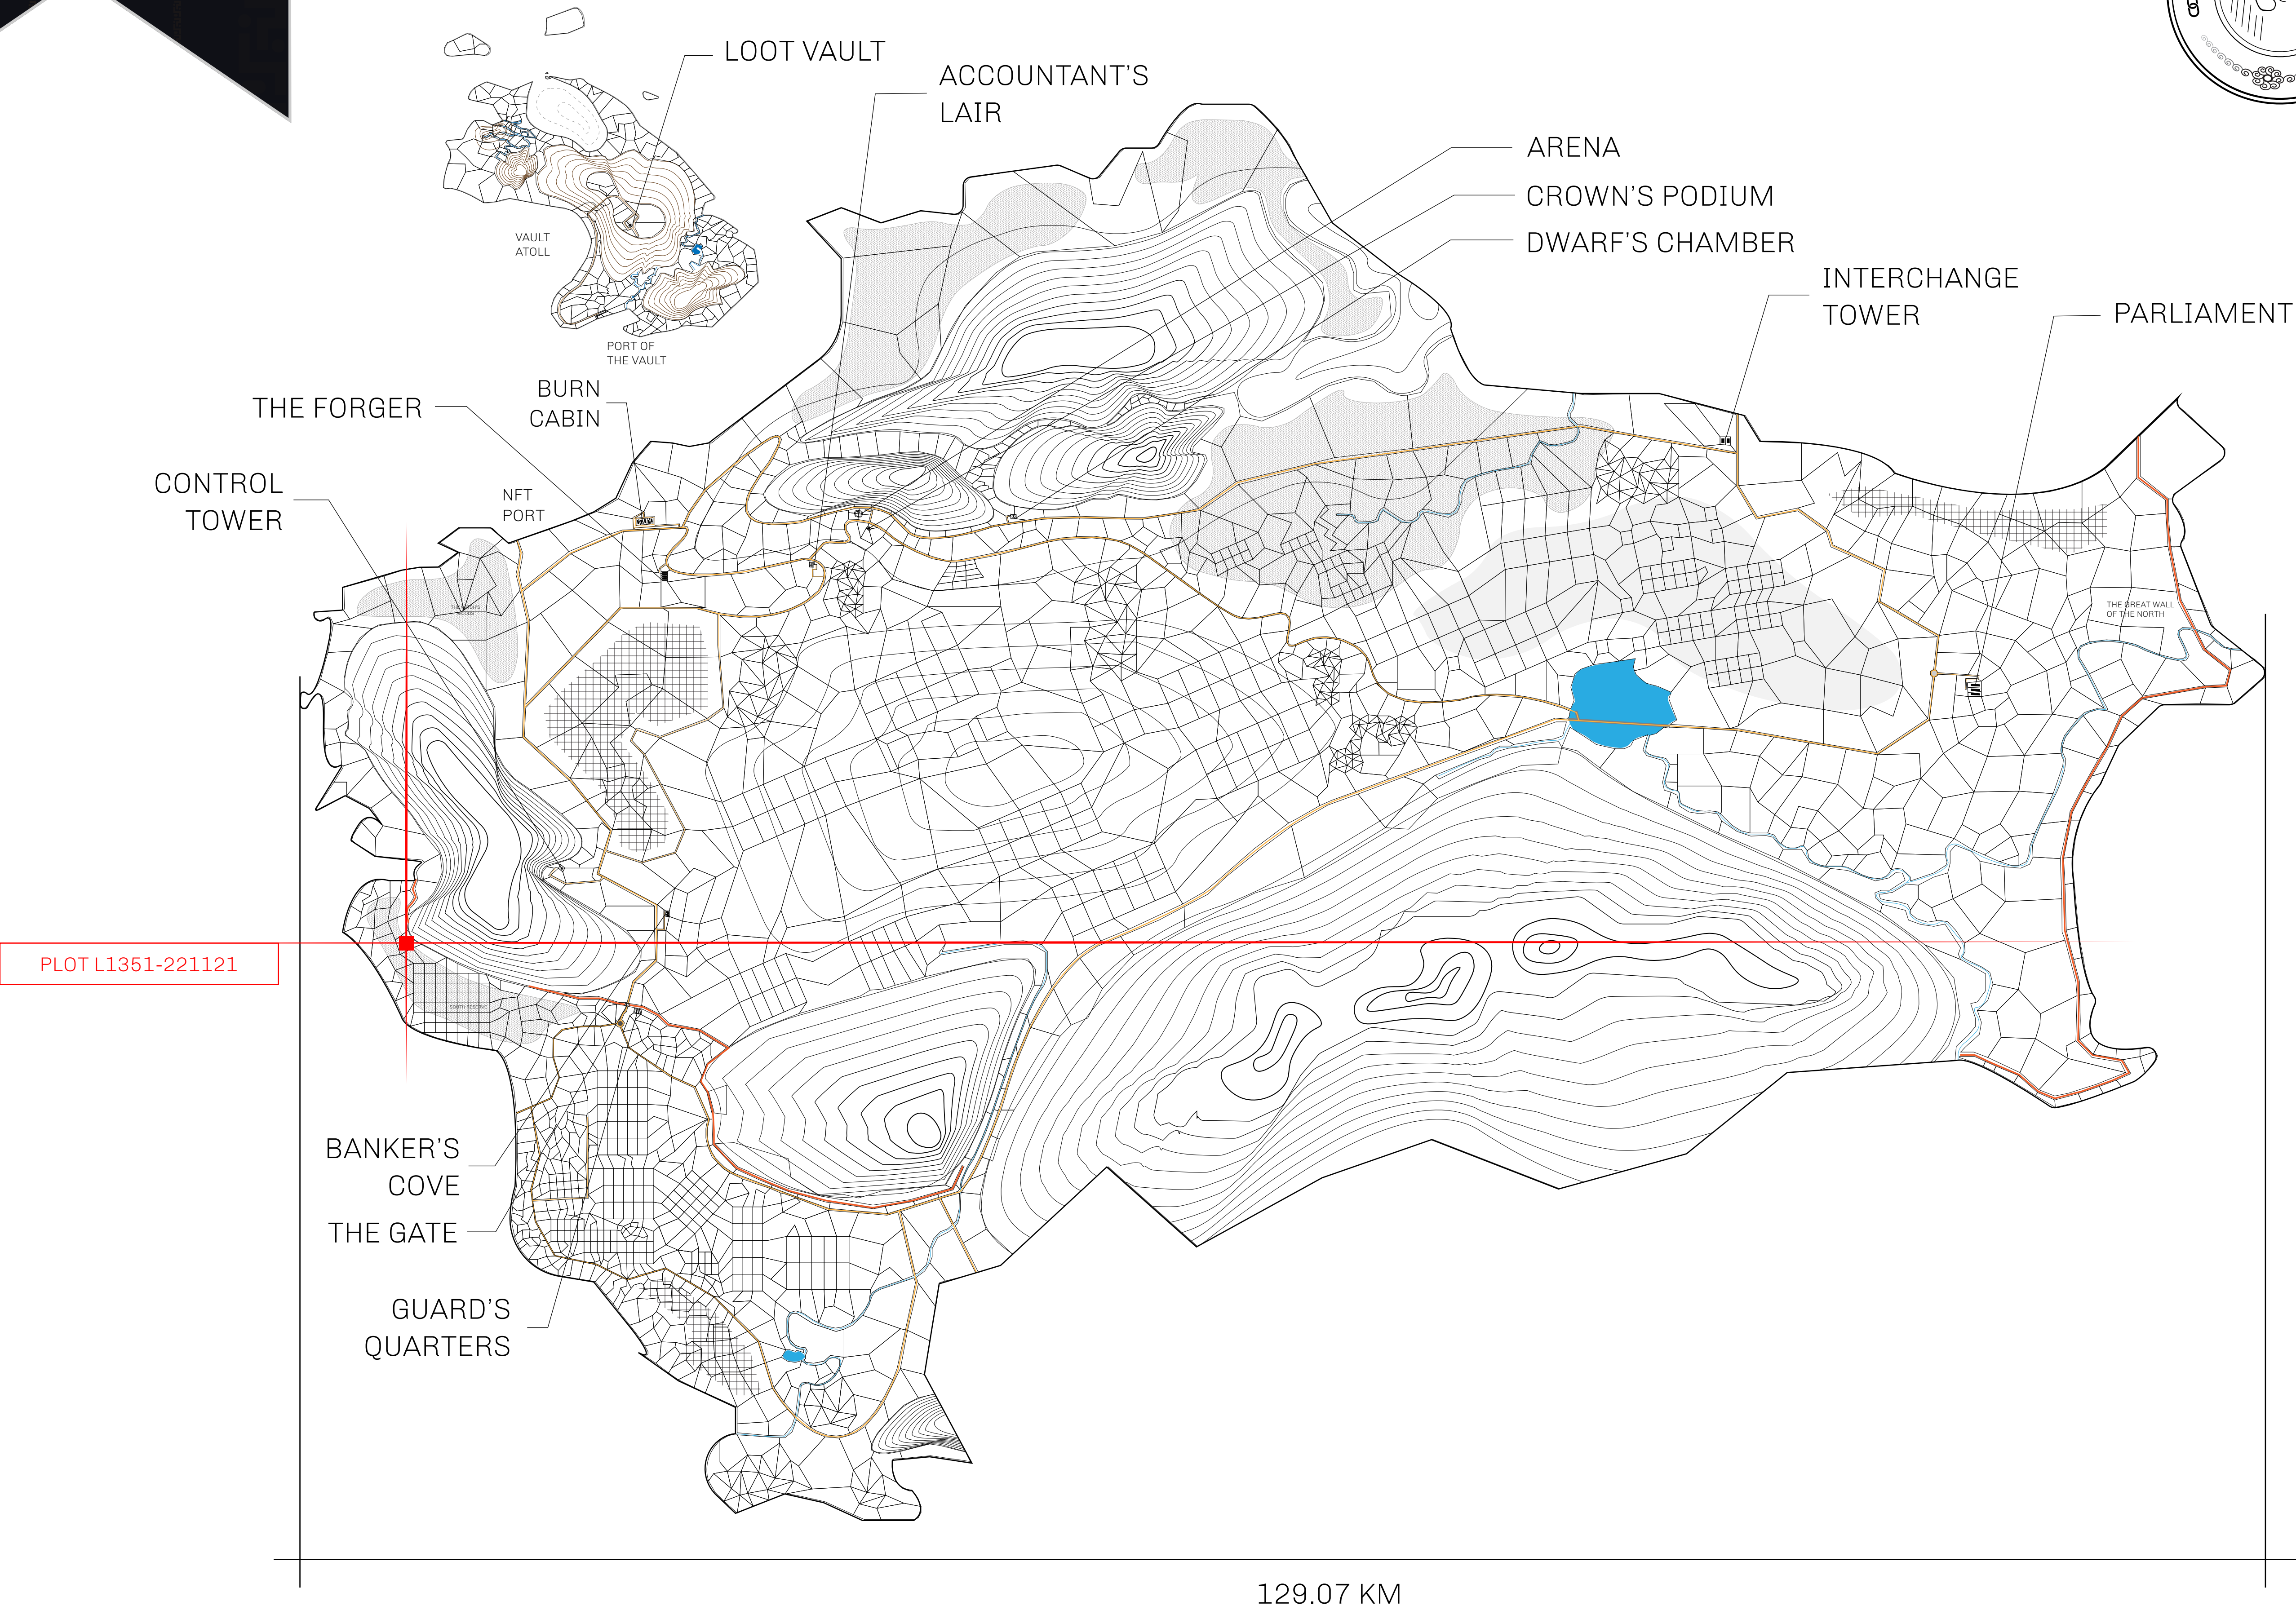 LOOT VAULT
ACCOUNTANT'S
LAIR
ARENA
CROWN'S PODIUM
DWARF'S CHAMBER
INTERCHANGE
TOWER
PARLIAMENT
VAULT
ATOLL
PORT OF
THE VAULT
BURN
CABIN
THE FORGER
CONTROL
TOWER
NFT
PORT
THE GREAT WALL
OF THE NORTH
PLOT L1351-221121
SOUTH RESERVE
BANKER'S
COVE
THE GATE
GUARD'S
QUARTERS
129.07 KM